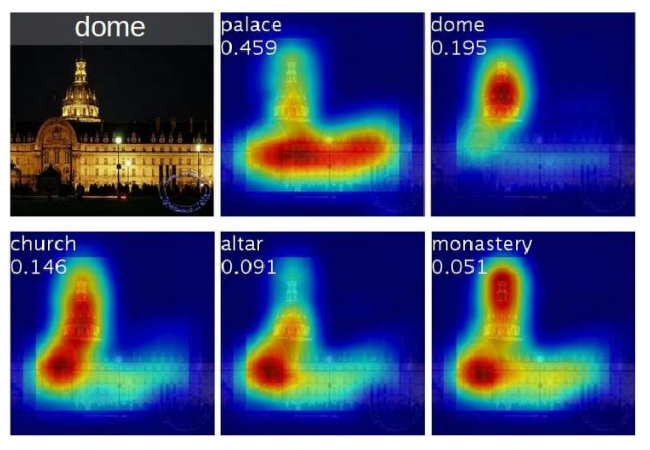 dome
palace
0.459
dome
0.195
church
0.146
altar
0.091
monastery
0.051